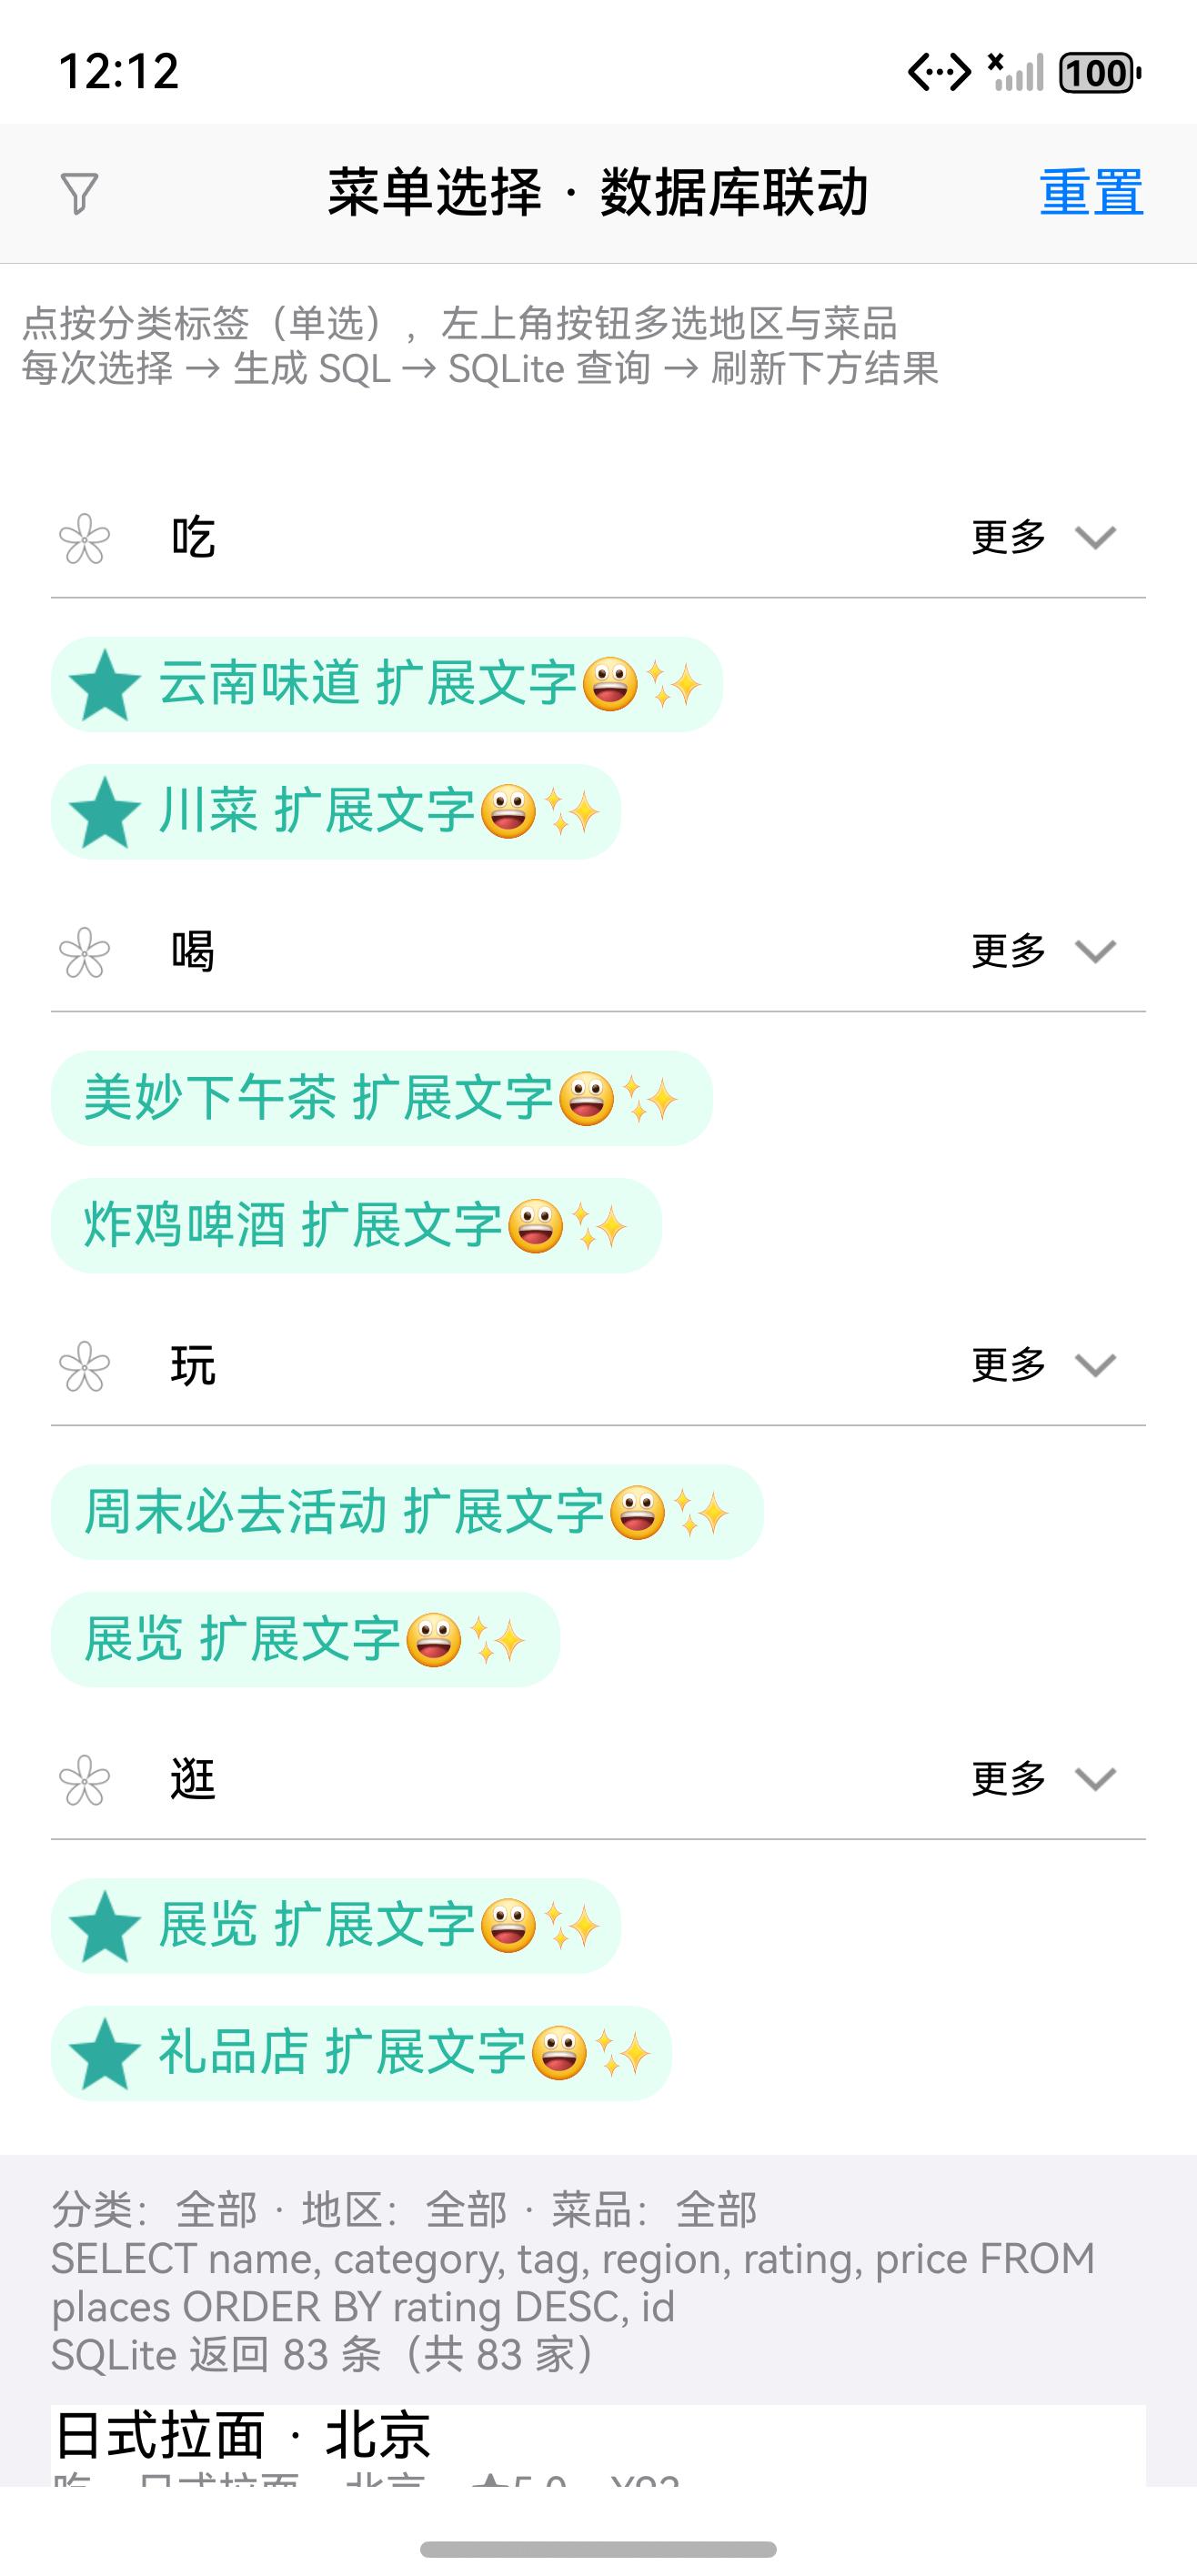 12:12
100
菜单选择 · 数据库联动
重置
点按分类标签（单选），左上角按钮多选地区与菜品
每次选择 → 生成 SQL → SQLite 查询 → 刷新下方结果
吃
更多
★ 云南味道 扩展文字😀✨
★ 川菜 扩展文字😀✨
喝
更多
美妙下午茶 扩展文字😀✨
炸鸡啤酒 扩展文字😀✨
玩
更多
周末必去活动 扩展文字😀✨
展览 扩展文字😀✨
逛
更多
★ 展览 扩展文字😀✨
★ 礼品店 扩展文字😀✨
分类：全部 · 地区：全部 · 菜品：全部
SELECT name, category, tag, region, rating, price FROM
places ORDER BY rating DESC, id
SQLite 返回 83 条（共 83 家）
日式拉面 · 北京